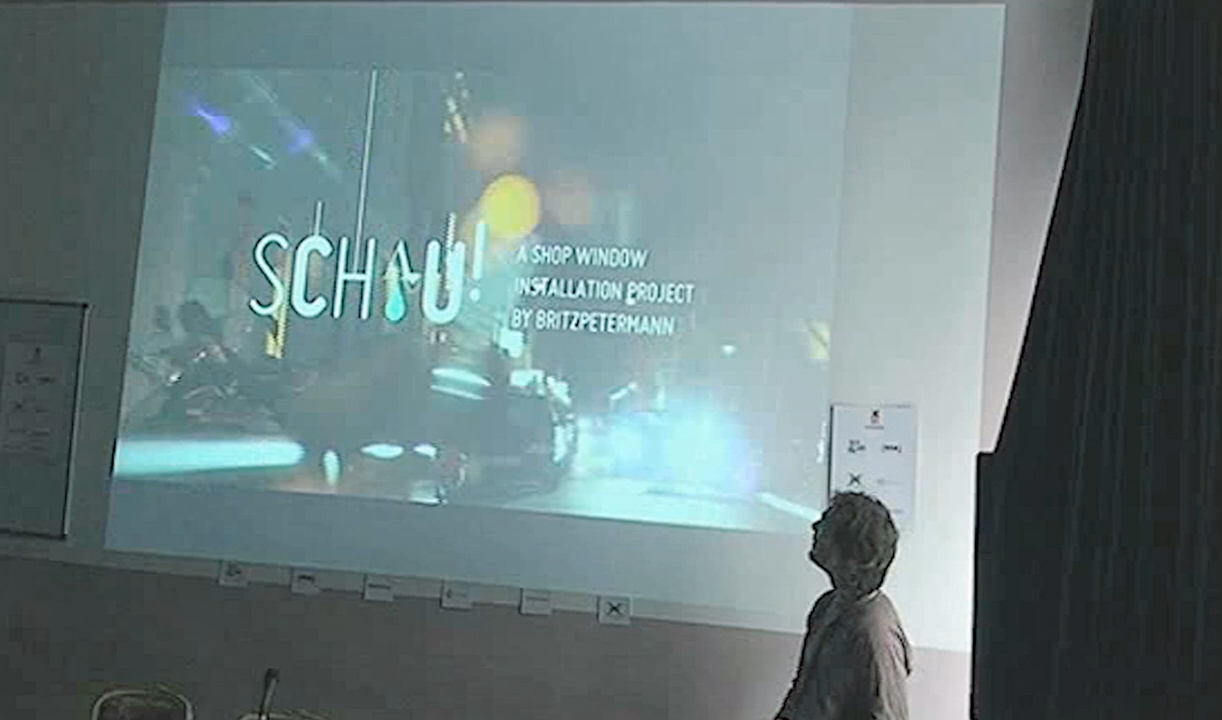 SCHAU!
A SHOP WINDOW
INSTALLATION PROJECT
BY BRITZPETERMANN